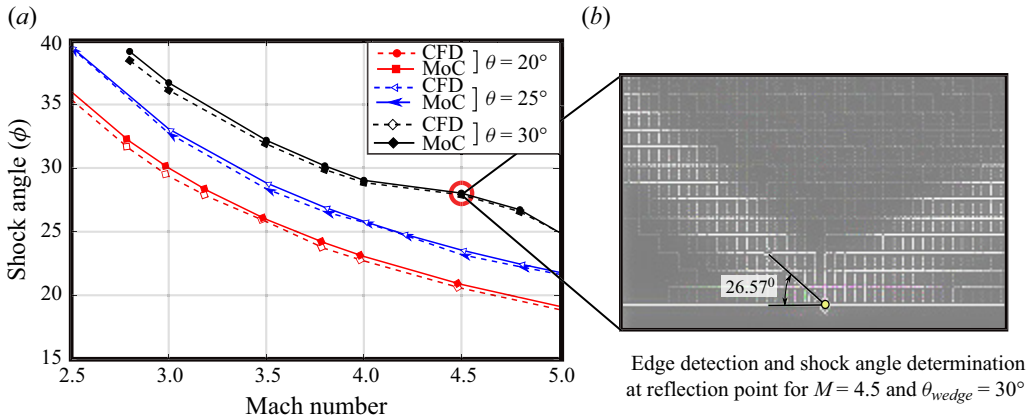 (a)
(b)
40
35
30
25
20
15
2.5 3.0 3.5 4.0 4.5 5.0
Shock angle (ϕ)
Mach number
CFD
MoC ] θ = 20°
CFD
MoC ] θ = 25°
CFD
MoC ] θ = 30°
26.57⁰
Edge detection and shock angle determination
at reflection point for M = 4.5 and θwedge = 30°